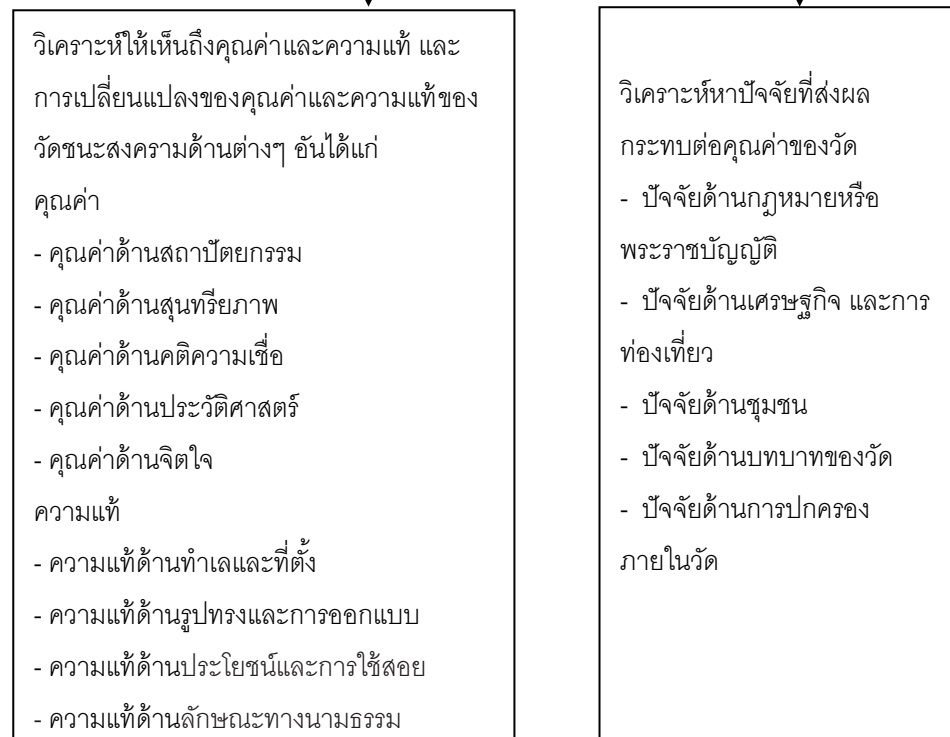 วิเคราะห์ให้เห็นถึงคุณค่าและความแท้ และ
การเปลี่ยนแปลงของคุณค่าและความแท้ของ
วัดชนะสงครามด้านต่างๆ อันได้แก่
คุณค่า
- คุณค่าด้านสถาปัตยกรรม
- คุณค่าด้านสุนทรียภาพ
- คุณค่าด้านคติความเชื่อ
- คุณค่าด้านประวัติศาสตร์
- คุณค่าด้านจิตใจ
ความแท้
- ความแท้ด้านทำเลและที่ตั้ง
- ความแท้ด้านรูปทรงและการออกแบบ
- ความแท้ด้านประโยชน์และการใช้สอย
- ความแท้ด้านลักษณะทางนามธรรม
วิเคราะห์หาปัจจัยที่ส่งผล
กระทบต่อคุณค่าของวัด
- ปัจจัยด้านกฎหมายหรือ
พระราชบัญญัติ
- ปัจจัยด้านเศรษฐกิจ และการ
ท่องเที่ยว
- ปัจจัยด้านชุมชน
- ปัจจัยด้านบทบาทของวัด
- ปัจจัยด้านการปกครอง
ภายในวัด